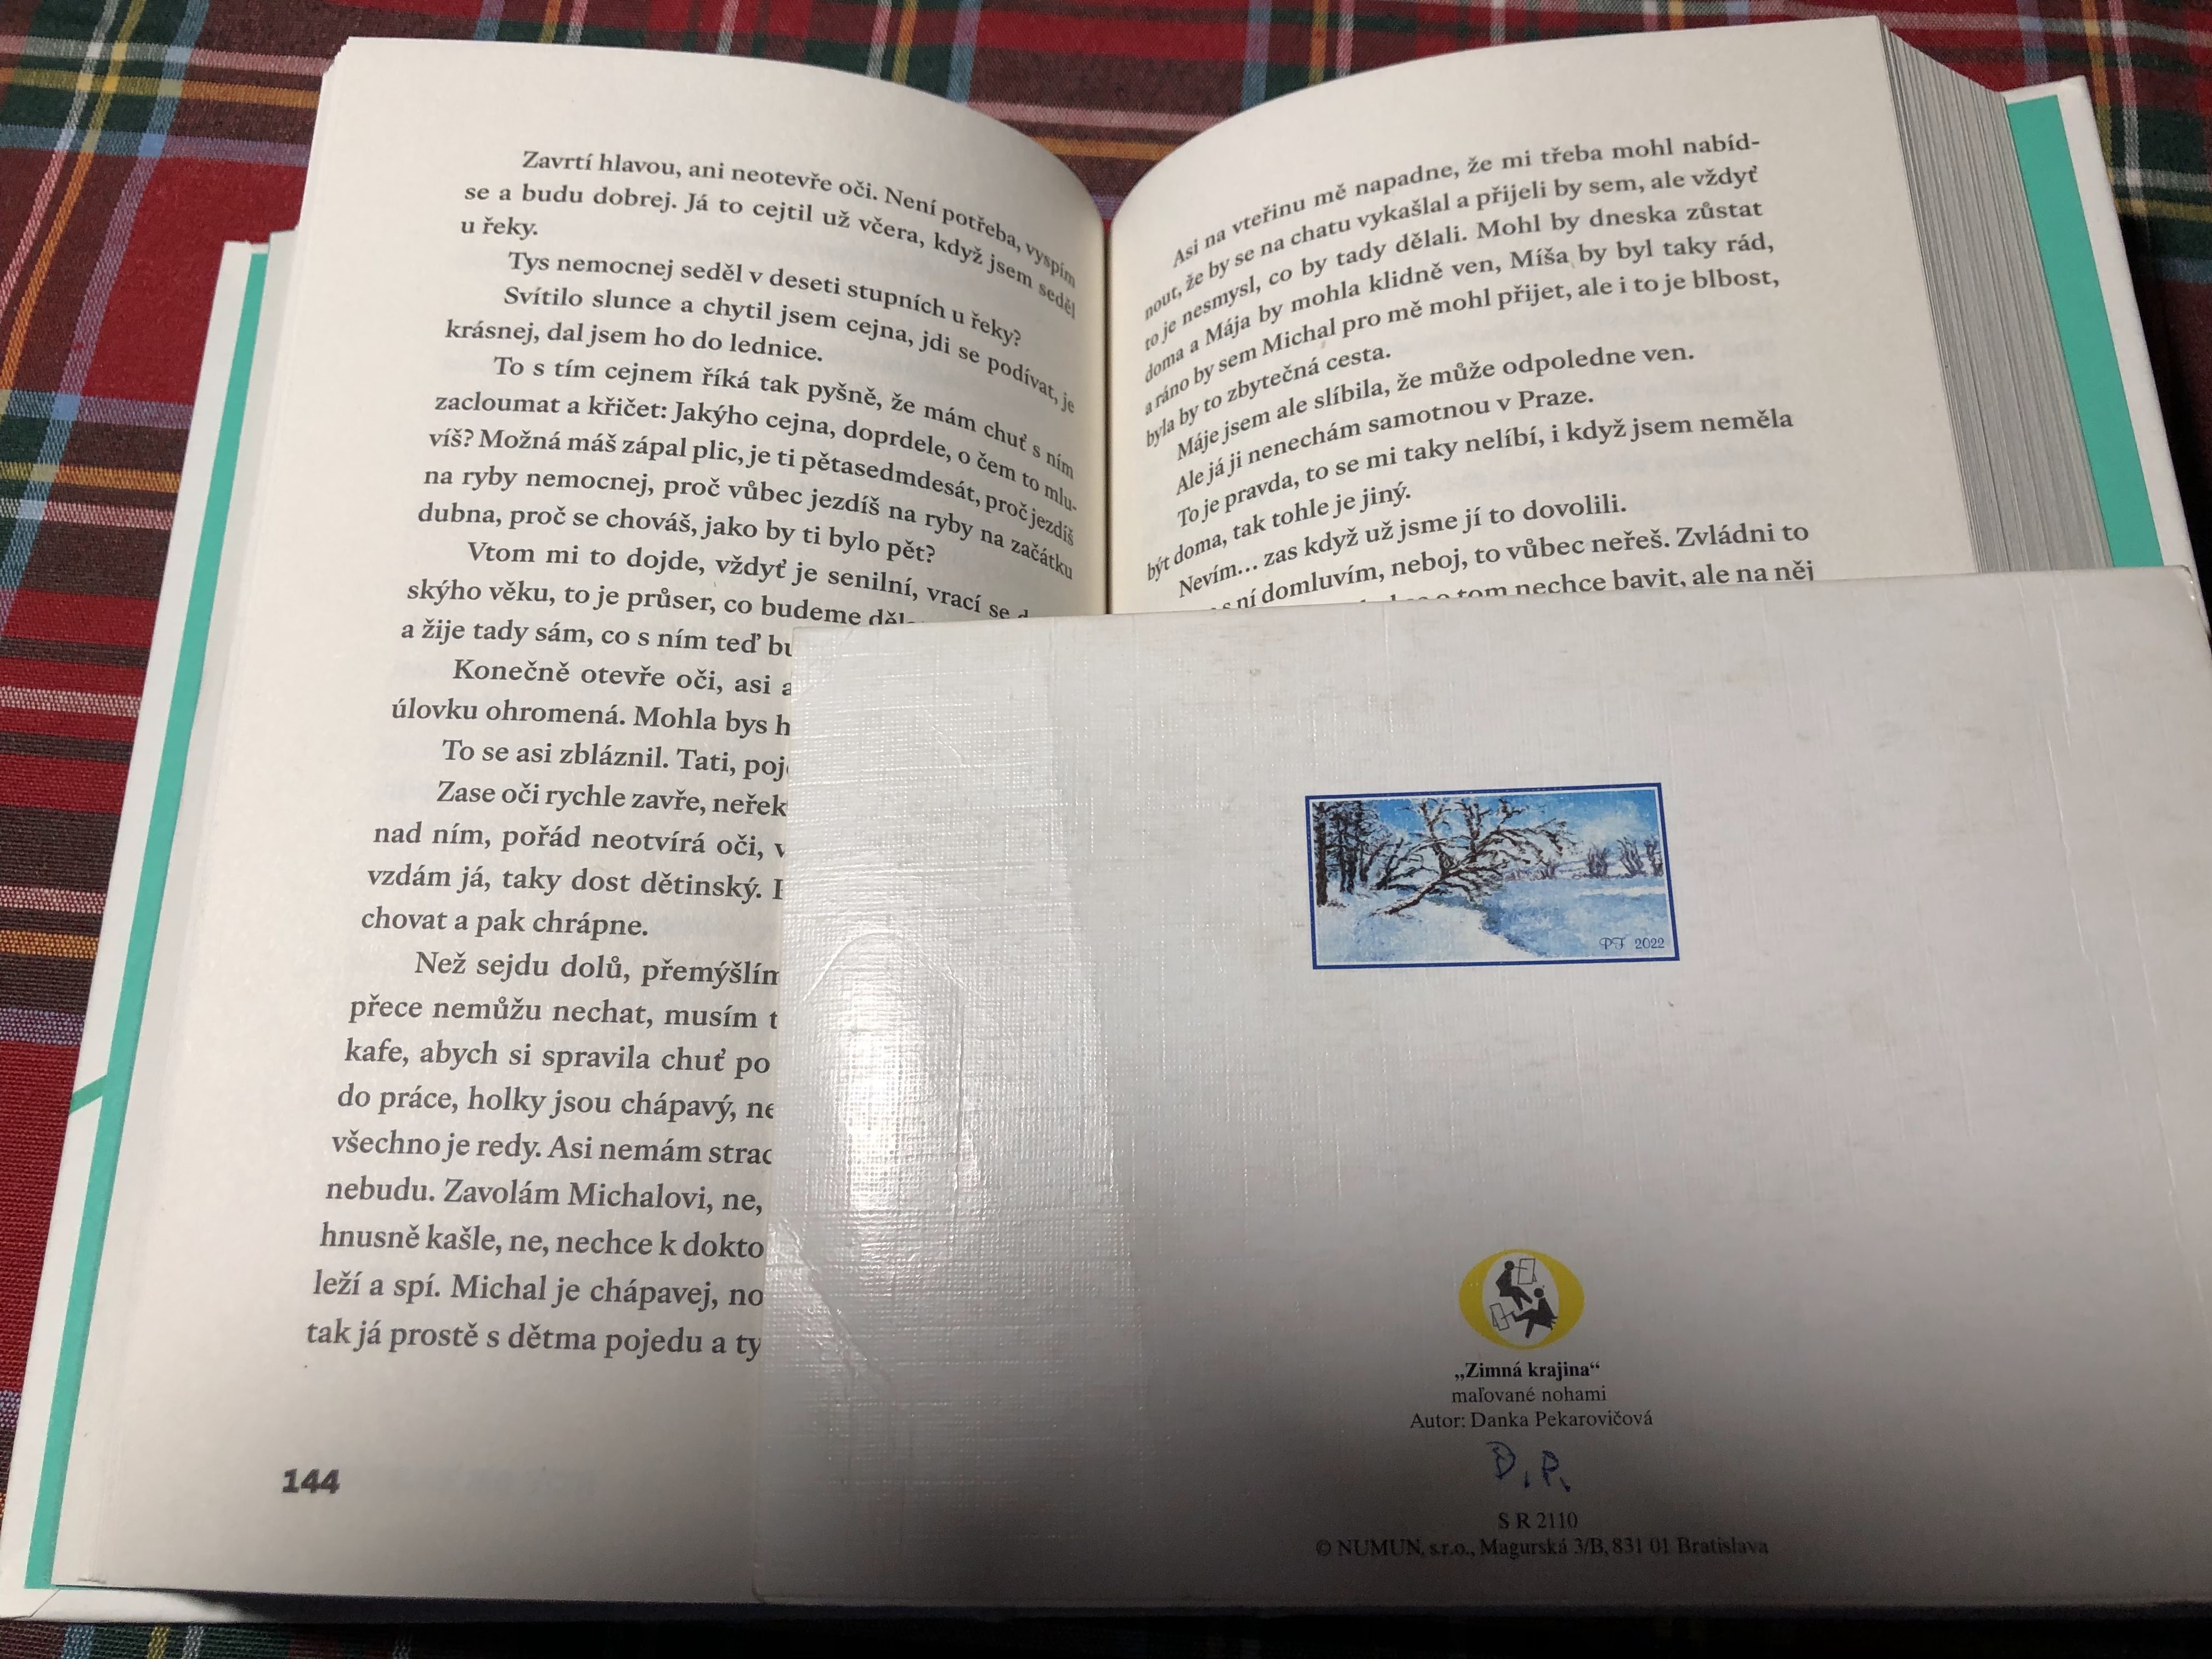 Zavrtí hlavou, ani neotevře oči. Není potřeba, vyspím
se a budu dobrej. Já to cejtil už včera, když jsem seděl
u řeky.
Tys nemocnej seděl v deseti stupních u řeky?
Svítilo slunce a chytil jsem cejna, jdi se podívat, je
krásnej, dal jsem ho do lednice.
To s tím cejnem říká tak pyšně, že mám chuť s ním
zacloumat a křičet: Jakýho cejna, doprdele, o čem to mlu-
víš? Možná máš zápal plic, je ti pětasedmdesát, proč jezdíš
na ryby nemocnej, proč vůbec jezdíš na ryby na začátku
dubna, proč se chováš, jako by ti bylo pět?
Vtom mi to dojde, vždyť je senilní, vrací se
skýho věku, to je průser, co budeme
a žije tady sám, co s ním teď
Konečně otevře oči, asi
úlovku ohromená. Mohla bys
To se asi zbláznil. Tati,
Zase oči rychle zavře,
nad ním, pořád neotvírá oči,
vzdám já, taky dost dětinský.
chovat a pak chrápne.
Než sejdu dolů,
přece nemůžu nechat, musím
kafe, abych si spravila chuť po
do práce, holky jsou chápavý,
všechno je redy. Asi nemám
nebudu. Zavolám Michalovi, ne,
hnusně kašle, ne, nechce k
leží a spí. Michal je chápavej,
tak já prostě s dětma pojedu a
144
Asi na vteřinu mě napadne, že mi třeba mohl nabíd-
nout, že by se na chatu vykašlal a přijeli by sem, ale vždyť
to je nesmysl, co by tady dělali. Mohl by dneska zůstat
doma a Mája by mohla klidně ven, Míša by byl taky rád,
a ráno by sem Michal pro mě mohl přijet, ale i to je blbost,
byla by to zbytečná cesta.
Máje jsem ale slíbila, že může odpoledne ven.
Ale já ji nenechám samotnou v Praze.
To je pravda, to se mi taky nelíbí, i když jsem neměla
být doma, tak tohle je jiný.
Nevím… zas když už jsme jí to dovolili.
s ní domluvím, neboj, to vůbec neřeš. Zvládni to
o tom nechce bavit, ale na něj
PF 2022
„Zimná krajina“
maľované nohami
Autor: Danka Pekarovičová
D.P.
S R 2110
© NUMUN, s.r.o., Magurská 3/B, 831 01 Bratislava